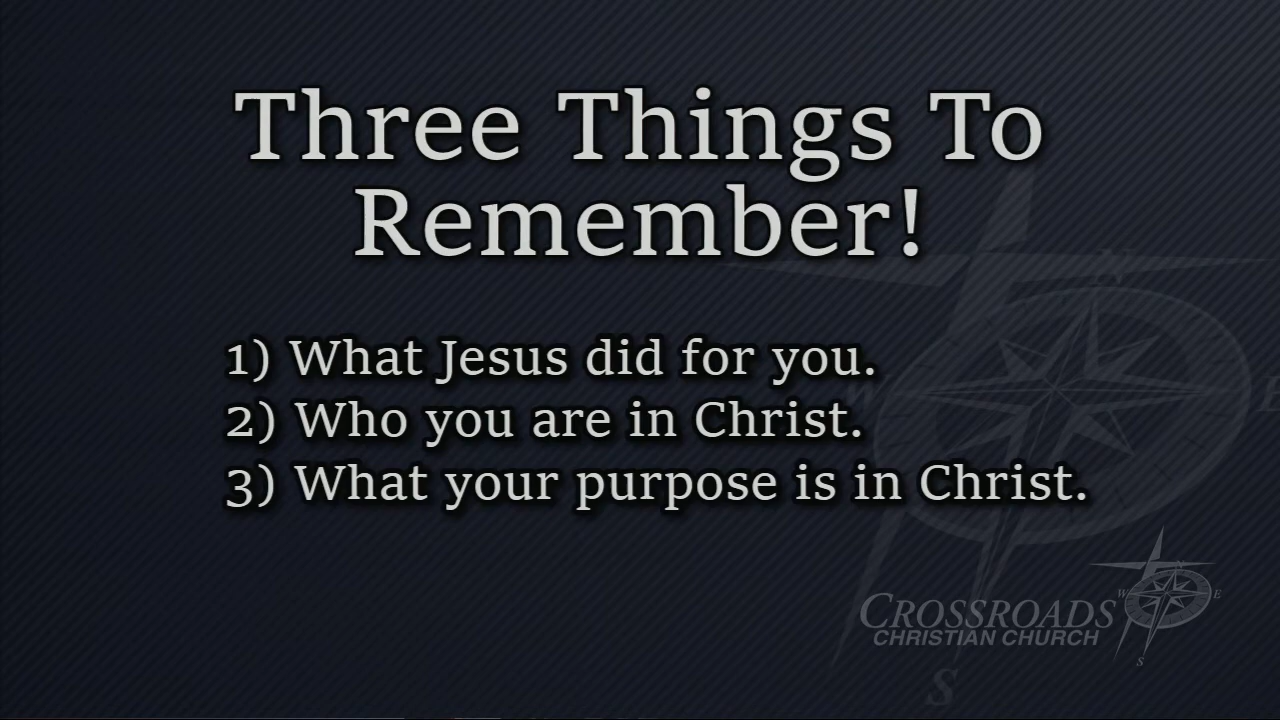 Three Things To
Remember!
1) What Jesus did for you.
2) Who you are in Christ.
3) What your purpose is in Christ.
N
W
E
S
N
W
E
CROSSROADS
CHRISTIAN CHURCH
S